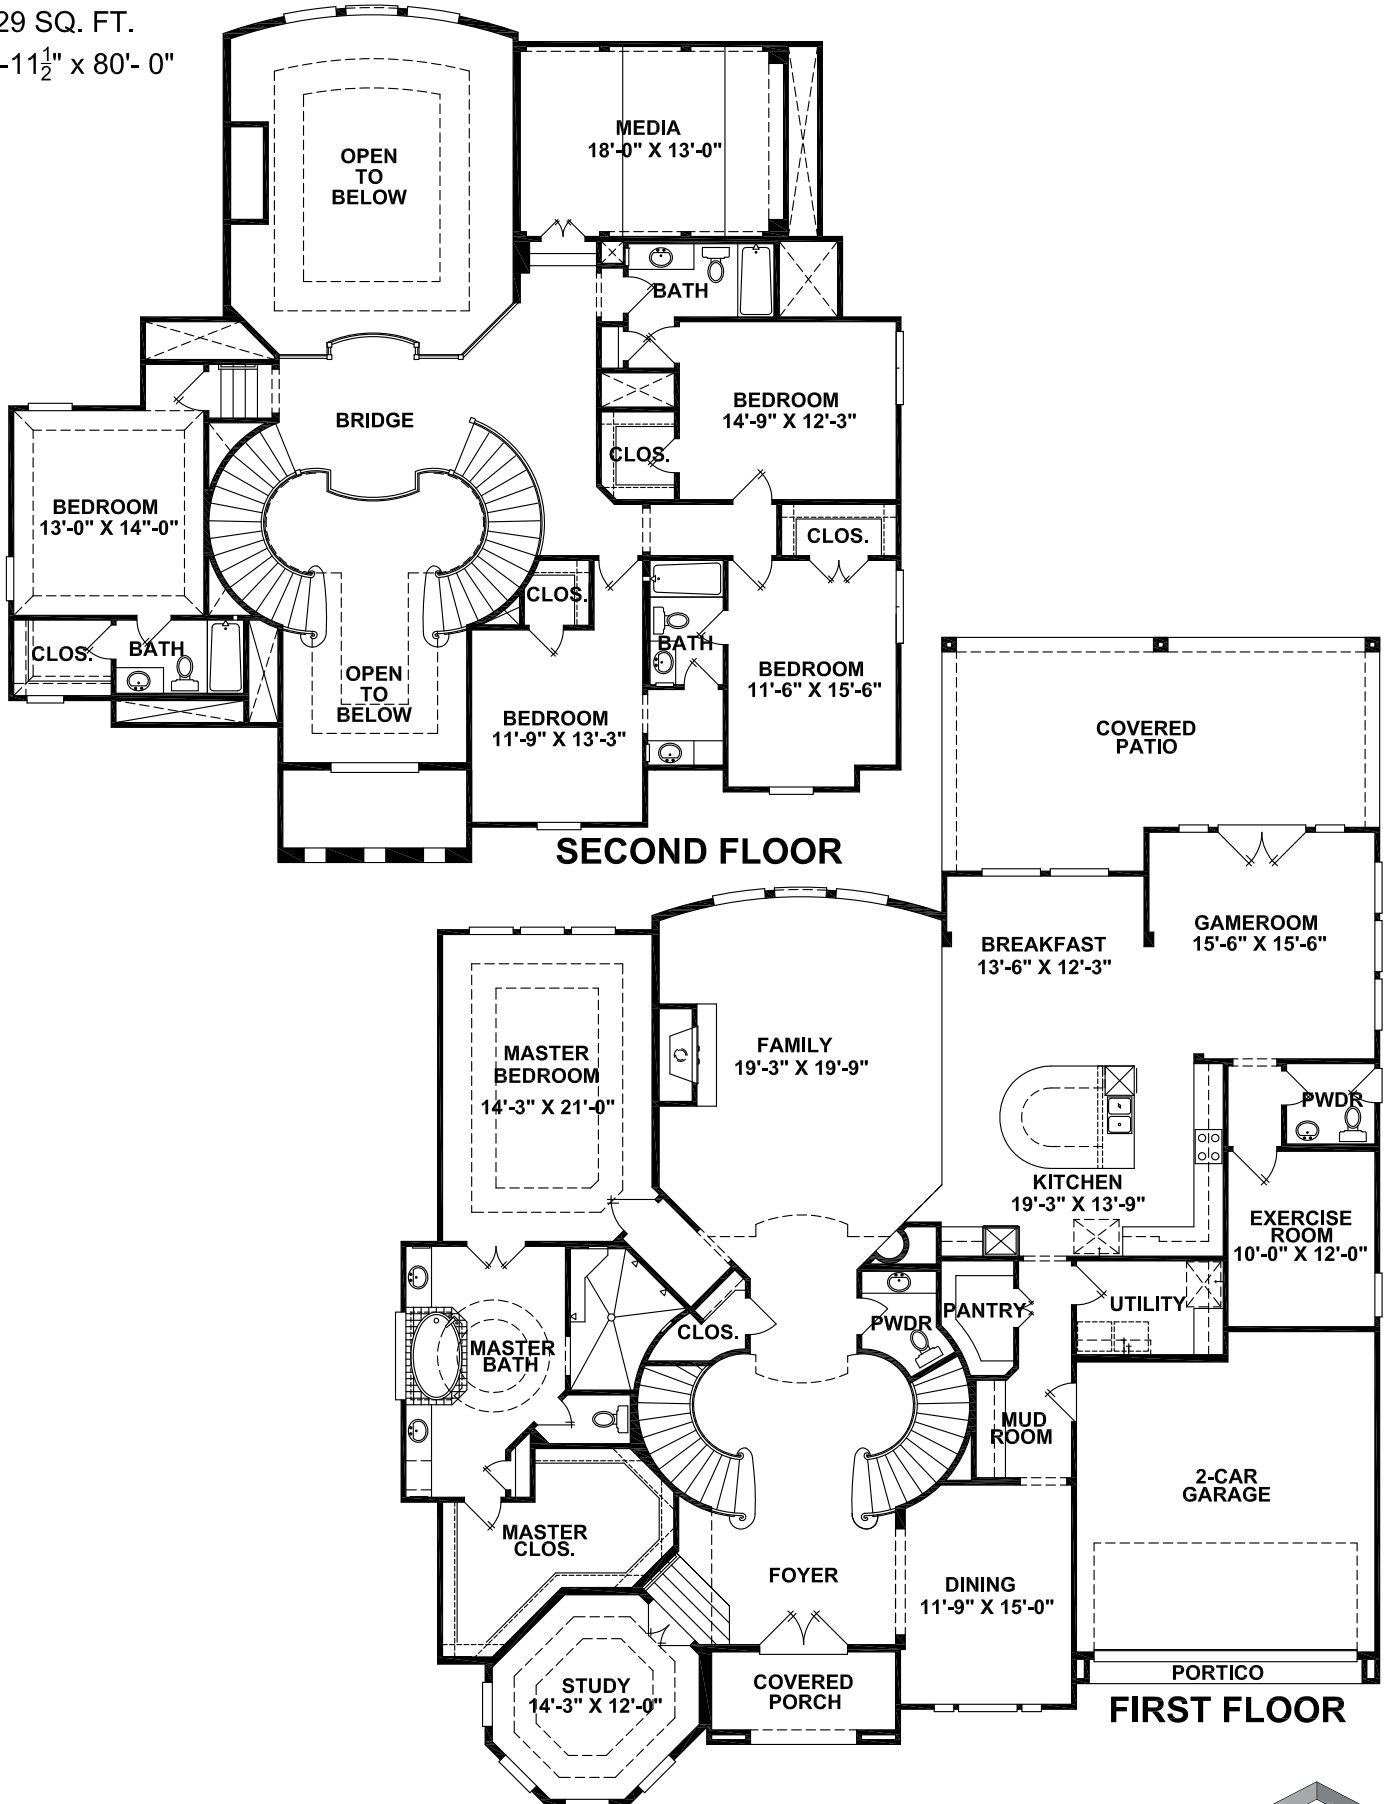 29 SQ. FT.
-11½" x 80'- 0"
MEDIA
18'-0" X 13'-0"
OPEN
TO
BELOW
BATH
BEDROOM
14'-9" X 12'-3"
BRIDGE
CLOS.
BEDROOM
13'-0" X 14"-0"
CLOS.
CLOS.
CLOS.
BATH
BATH
OPEN
TO
BELOW
BEDROOM
11'-6" X 15'-6"
BEDROOM
11'-9" X 13'-3"
SECOND FLOOR
COVERED
PATIO
GAMEROOM
15'-6" X 15'-6"
BREAKFAST
13'-6" X 12'-3"
FAMILY
19'-3" X 19'-9"
MASTER
BEDROOM
14'-3" X 21'-0"
PWDR
KITCHEN
19'-3" X 13'-9"
EXERCISE
ROOM
10'-0" X 12'-0"
PANTRY
UTILITY
CLOS.
PWDR
MASTER
BATH
MUD
ROOM
2-CAR
GARAGE
MASTER
CLOS.
FOYER
DINING
11'-9" X 15'-0"
STUDY
14'-3" X 12'-0"
COVERED
PORCH
PORTICO
FIRST FLOOR